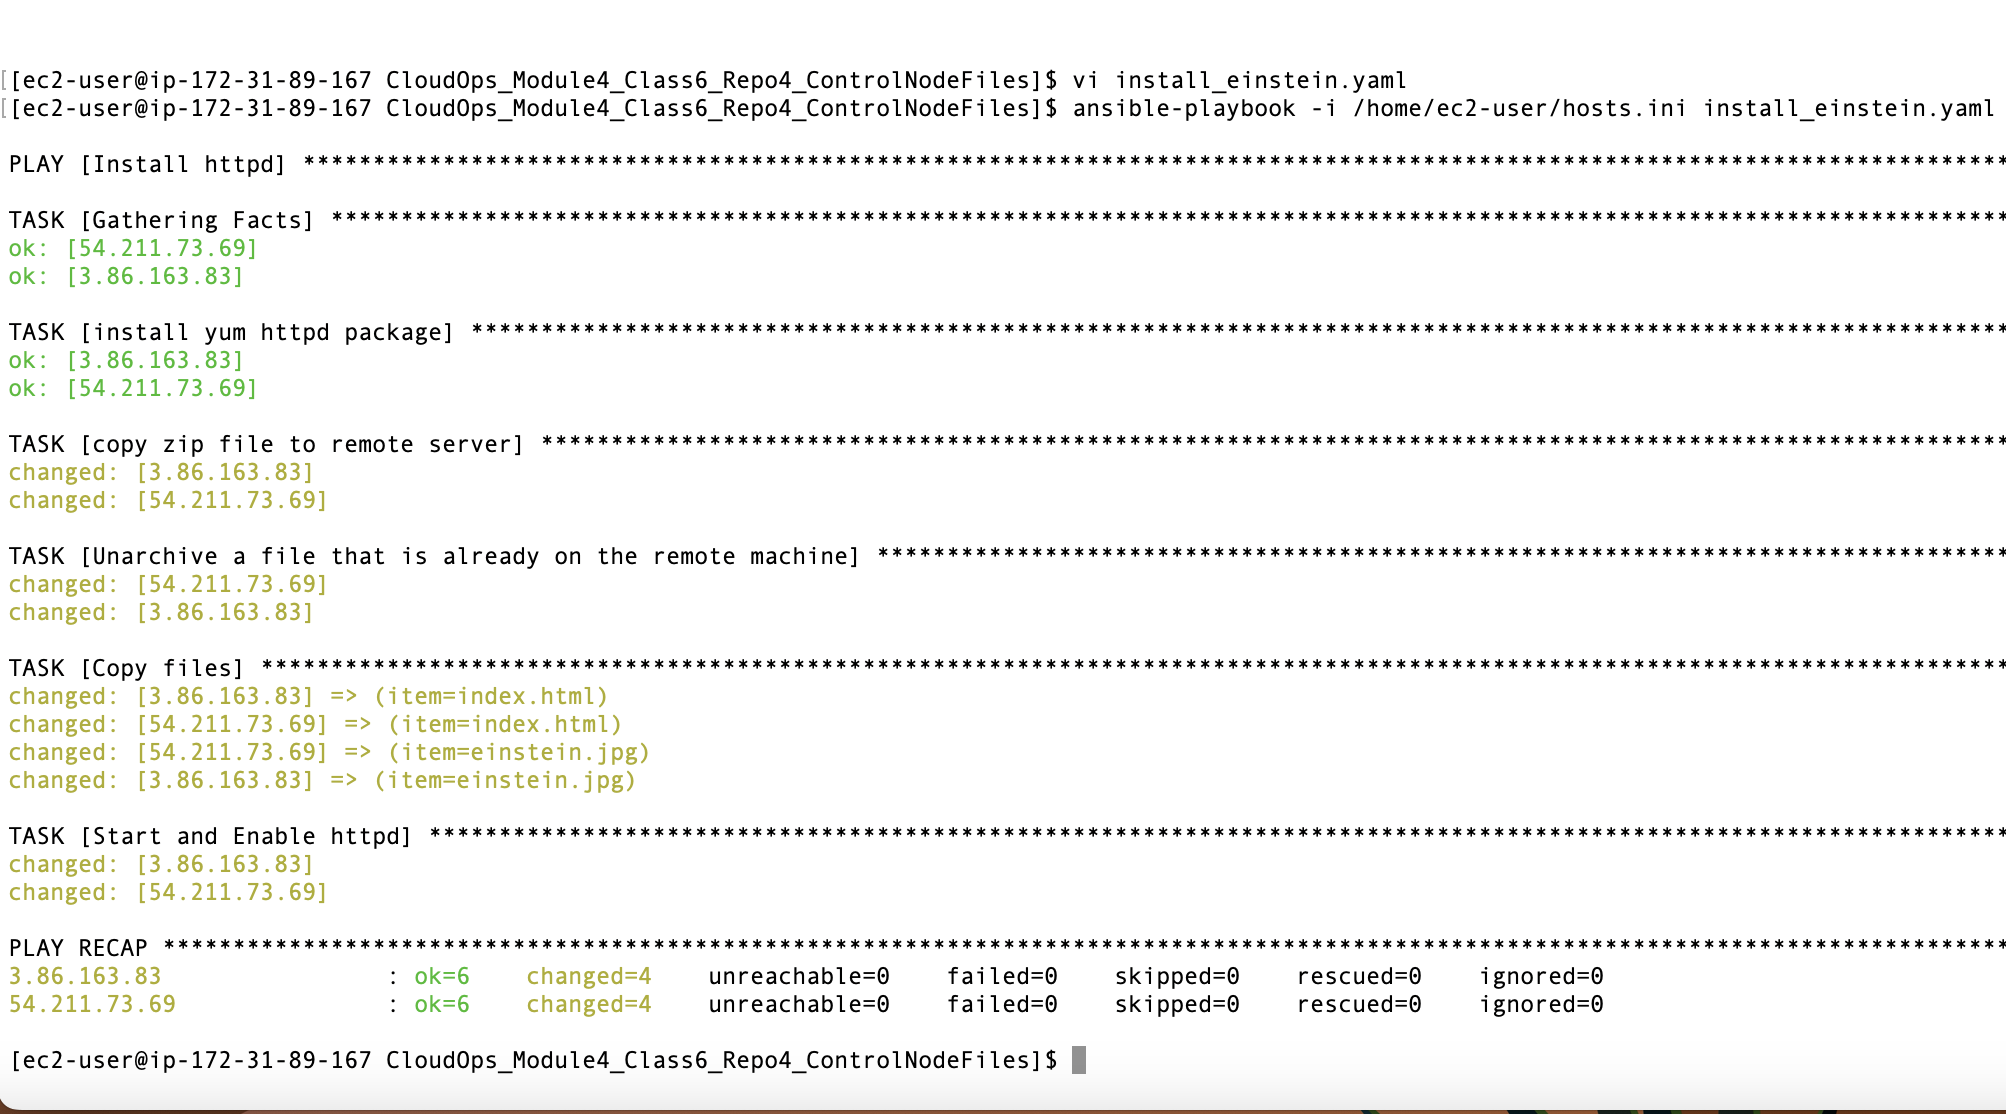 [[ec2-user@ip-172-31-89-167 CloudOps_Module4_Class6_Repo4_ControlNodeFiles]$ vi install_einstein.yaml
[[ec2-user@ip-172-31-89-167 CloudOps_Module4_Class6_Repo4_ControlNodeFiles]$ ansible-playbook -i /home/ec2-user/hosts.ini install_einstein.yaml
PLAY [Install httpd] *************************************************************************************************************************
TASK [Gathering Facts] ***********************************************************************************************************************
ok: [54.211.73.69]
ok: [3.86.163.83]
TASK [install yum httpd package] *************************************************************************************************************
ok: [3.86.163.83]
ok: [54.211.73.69]
TASK [copy zip file to remote server] ********************************************************************************************************
changed: [3.86.163.83]
changed: [54.211.73.69]
TASK [Unarchive a file that is already on the remote machine] ********************************************************************************
changed: [54.211.73.69]
changed: [3.86.163.83]
TASK [Copy files] ****************************************************************************************************************************
changed: [3.86.163.83] => (item=index.html)
changed: [54.211.73.69] => (item=index.html)
changed: [54.211.73.69] => (item=einstein.jpg)
changed: [3.86.163.83] => (item=einstein.jpg)
TASK [Start and Enable httpd] ****************************************************************************************************************
changed: [3.86.163.83]
changed: [54.211.73.69]
PLAY RECAP ***********************************************************************************************************************************
3.86.163.83 : ok=6 changed=4 unreachable=0 failed=0 skipped=0 rescued=0 ignored=0
54.211.73.69 : ok=6 changed=4 unreachable=0 failed=0 skipped=0 rescued=0 ignored=0
[ec2-user@ip-172-31-89-167 CloudOps_Module4_Class6_Repo4_ControlNodeFiles]$